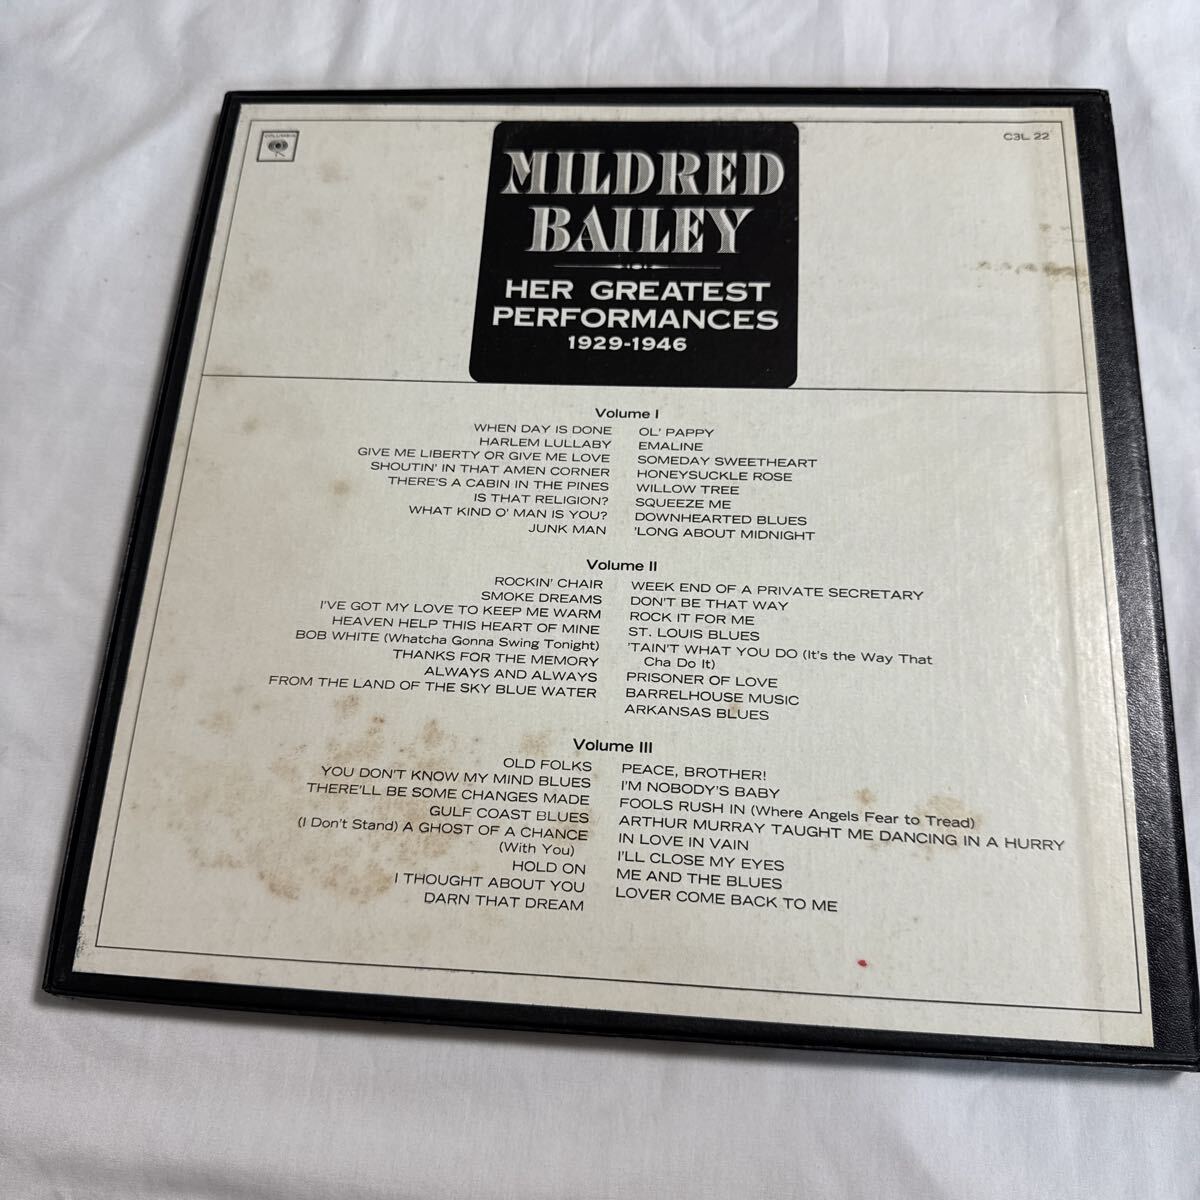 COLUMBIA
C3L 22
MILDRED
BAILEY
HER GREATEST
PERFORMANCES
1929-1946
Volume I
WHEN DAY IS DONE
HARLEM LULLABY
GIVE ME LIBERTY OR GIVE ME LOVE
SHOUTIN' IN THAT AMEN CORNER
THERE'S A CABIN IN THE PINES
IS THAT RELIGION?
WHAT KIND O' MAN IS YOU?
JUNK MAN
OL' PAPPY
EMALINE
SOMEDAY SWEETHEART
HONEYSUCKLE ROSE
WILLOW TREE
SQUEEZE ME
DOWNHEARTED BLUES
'LONG ABOUT MIDNIGHT
Volume II
ROCKIN' CHAIR
SMOKE DREAMS
I'VE GOT MY LOVE TO KEEP ME WARM
HEAVEN HELP THIS HEART OF MINE
BOB WHITE (Whatcha Gonna Swing Tonight)
THANKS FOR THE MEMORY
ALWAYS AND ALWAYS
FROM THE LAND OF THE SKY BLUE WATER
WEEK END OF A PRIVATE SECRETARY
DON'T BE THAT WAY
ROCK IT FOR ME
ST. LOUIS BLUES
'TAIN'T WHAT YOU DO (It's the Way That
Cha Do It)
PRISONER OF LOVE
BARRELHOUSE MUSIC
ARKANSAS BLUES
Volume III
OLD FOLKS
YOU DON'T KNOW MY MIND BLUES
THERE'LL BE SOME CHANGES MADE
GULF COAST BLUES
(I Don't Stand) A GHOST OF A CHANCE
(With You)
HOLD ON
I THOUGHT ABOUT YOU
DARN THAT DREAM
PEACE, BROTHER!
I'M NOBODY'S BABY
FOOLS RUSH IN (Where Angels Fear to Tread)
ARTHUR MURRAY TAUGHT ME DANCING IN A HURRY
IN LOVE IN VAIN
I'LL CLOSE MY EYES
ME AND THE BLUES
LOVER COME BACK TO ME